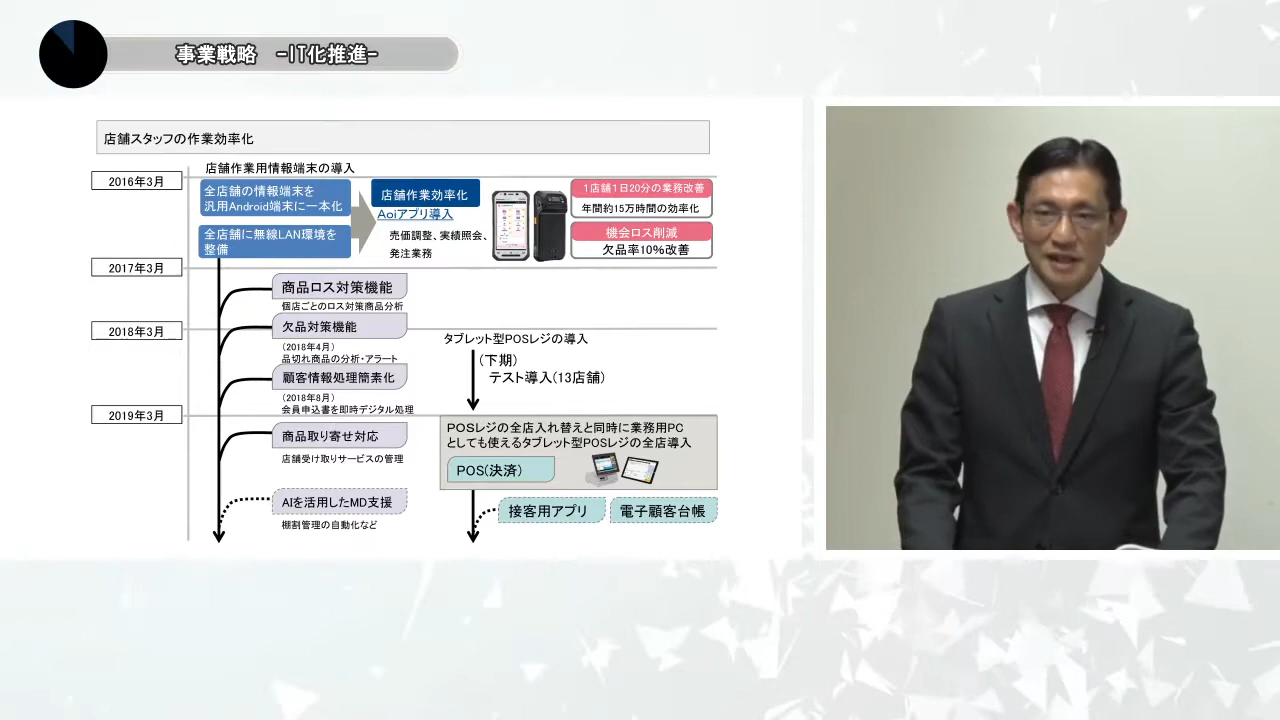 事業戦略 -IT化推進-
店舗スタッフの作業効率化
店舗作業用情報端末の導入
2016年3月
全店舗の情報端末を
汎用Android端末に一本化
全店舗に無線LAN環境を
整備
店舗作業効率化
Aoiアプリ導入
売価調整、実績照会、
発注業務
1店舗1日20分の業務改善
年間約15万時間の効率化
機会ロス削減
欠品率10%改善
2017年3月
商品ロス対策機能
個店ごとのロス対策商品分析
2018年3月
欠品対策機能
(2018年4月)
品切れ商品の分析・アラート
顧客情報処理簡素化
(2018年8月)
会員申込書を即時デジタル処理
タブレット型POSレジの導入
(下期)
テスト導入(13店舗)
2019年3月
商品取り寄せ対応
店舗受け取りサービスの管理
AIを活用したMD支援
棚割管理の自動化など
POSレジの全店入れ替えと同時に業務用PC
としても使えるタブレット型POSレジの全店導入
POS(決済)
接客用アプリ
電子顧客台帳